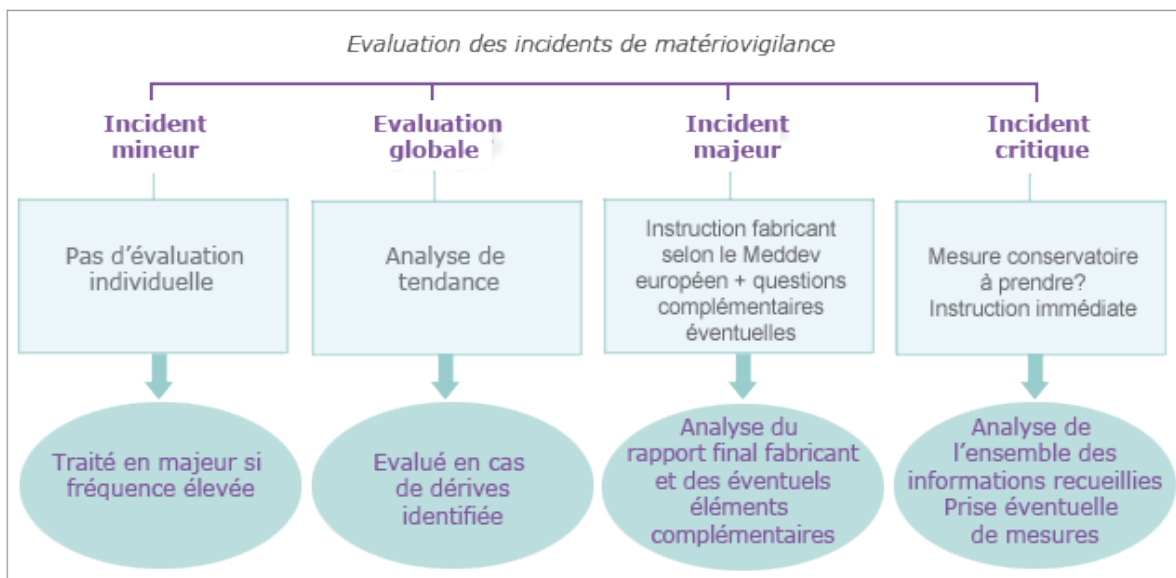 Evaluation des incidents de matériovigilance
Incident
mineur
Evaluation
globale
Incident
majeur
Incident
critique
Pas d'évaluation
individuelle
Analyse de
tendance
Instruction fabricant
selon le Meddev
européen + questions
complémentaires
éventuelles
Mesure conservatoire
à prendre?
Instruction immédiate
Traité en majeur si
fréquence élevée
Evalué en cas
de dérives
identifiée
Analyse du
rapport final fabricant
et des éventuels
éléments
complémentaires
Analyse de
l'ensemble des
informations recueillies
Prise éventuelle
de mesures